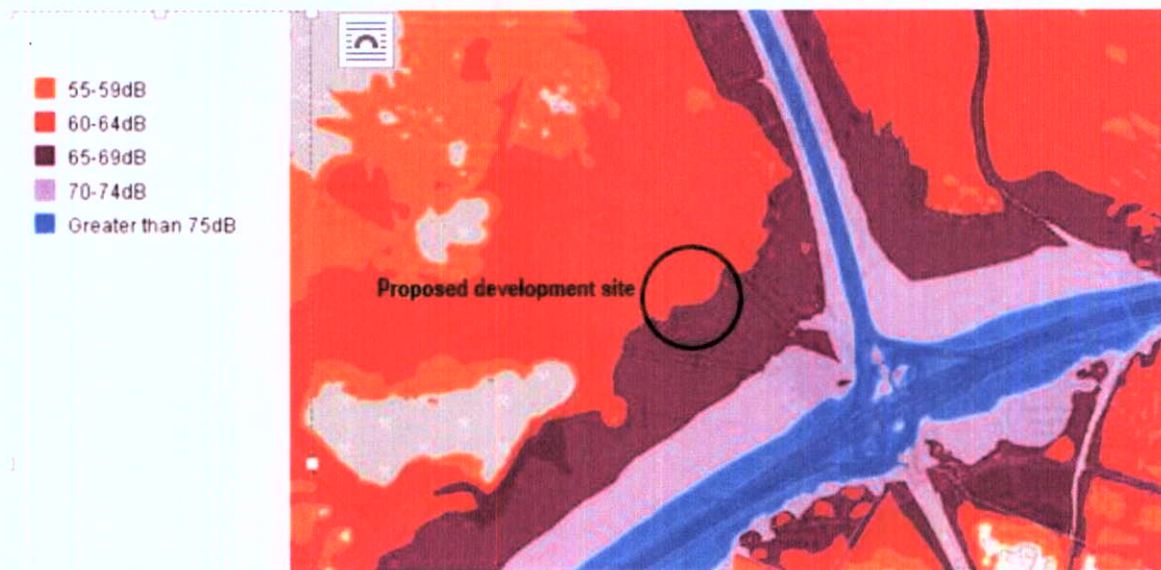 55-59dB
60-64dB
65-69dB
70-74dB
Greater than 75dB
Proposed development site